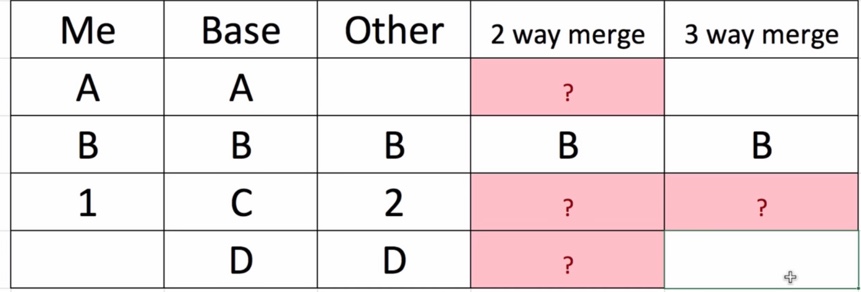 Me Base Other 2 way merge 3 way merge
A A ?
B B B B B
1 C 2 ? ?
D D ?